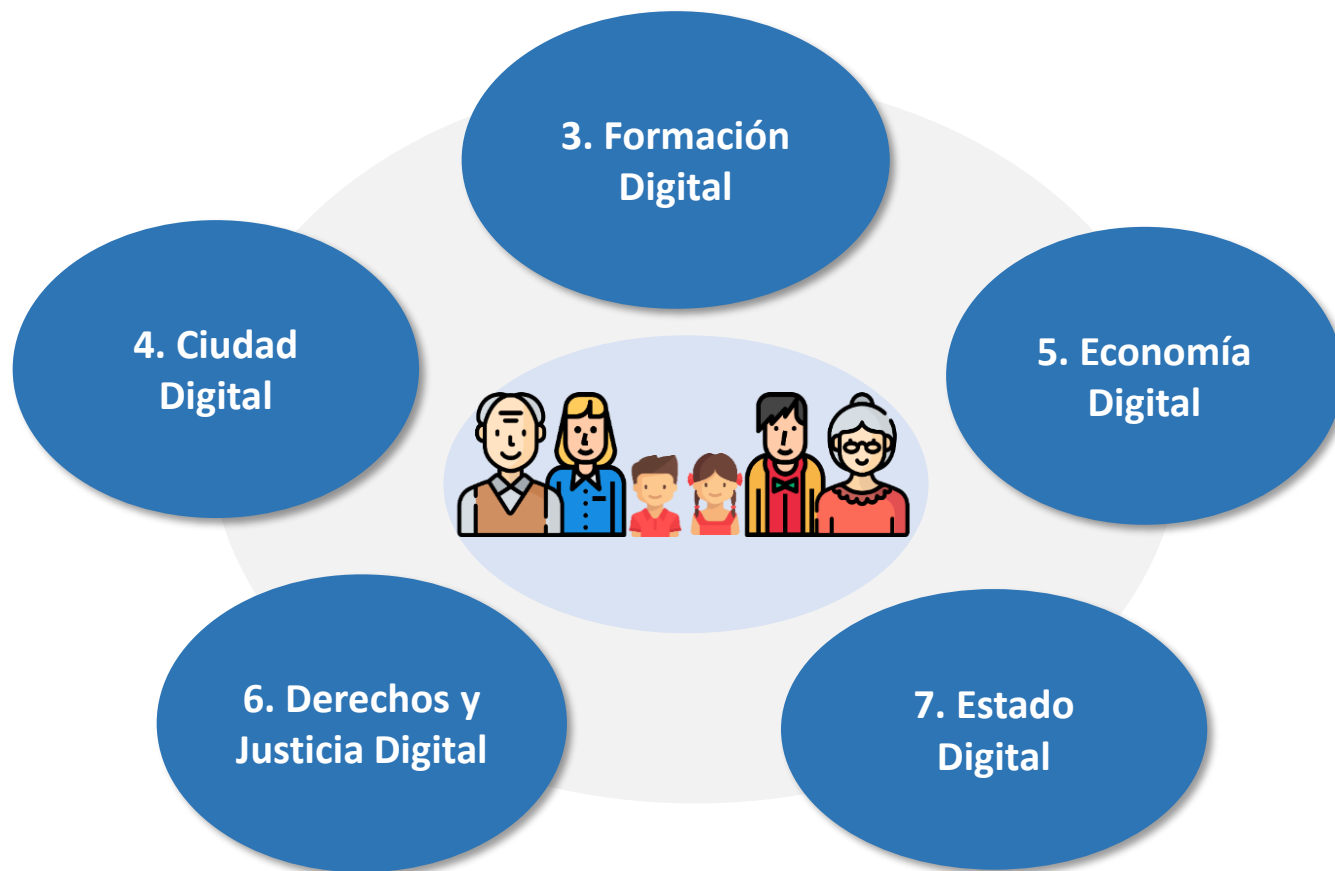 3. Formación
Digital
4. Ciudad
Digital
5. Economía
Digital
6. Derechos y
Justicia Digital
7. Estado
Digital